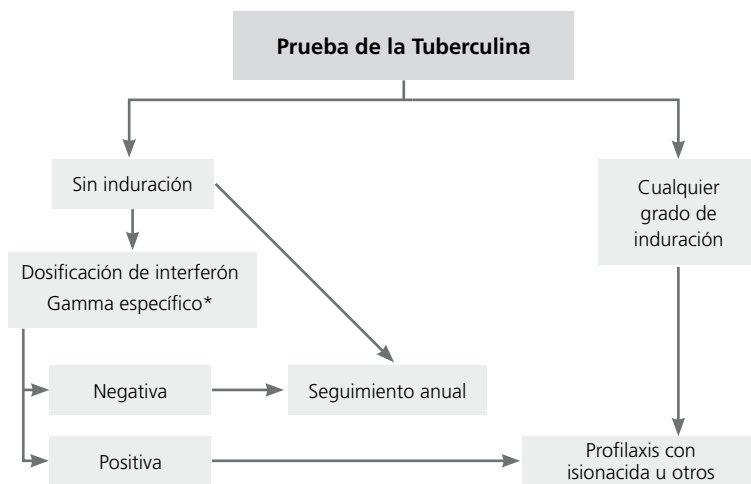 Prueba de la Tuberculina
Sin induración
Cualquier
grado de
induración
Dosificación de interferón
Gamma específico*
Negativa
Seguimiento anual
Positiva
Profilaxis con
isionacida u otros